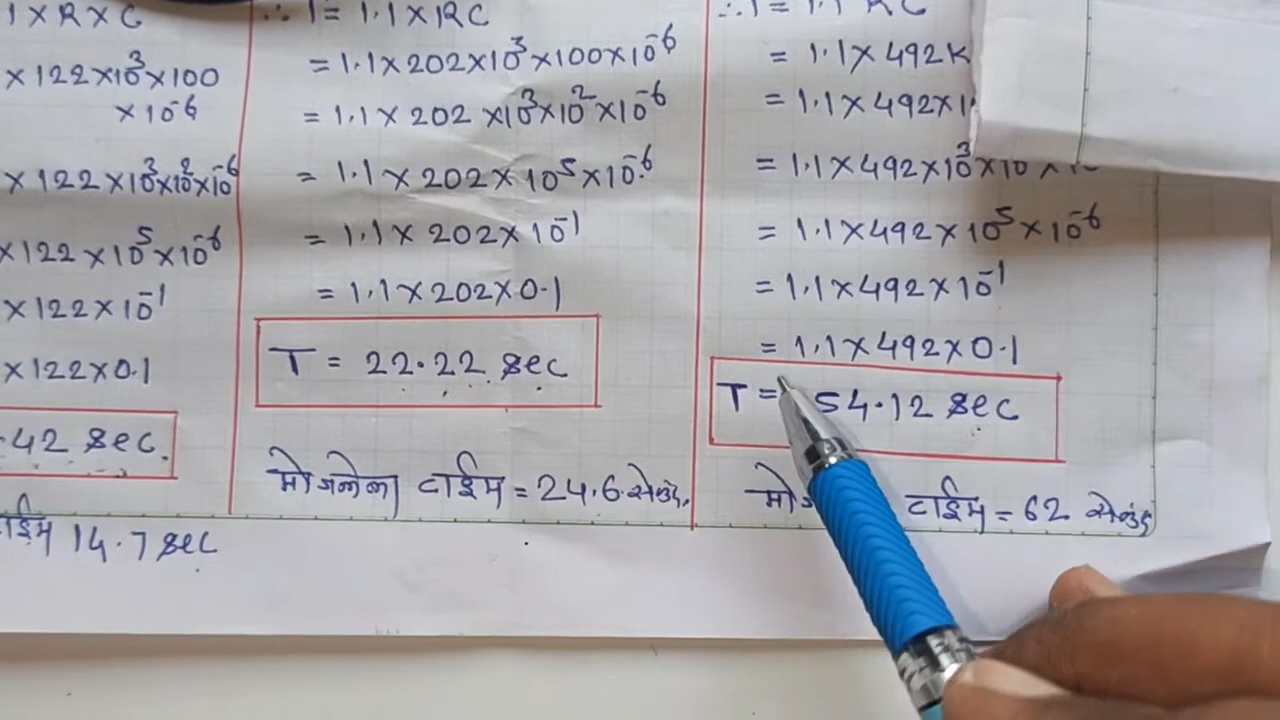 1 X R X C
X 122 X 10³ X 100
X 10⁻⁶
X 122 X 10³ X 10² X 10⁻⁶
X 122 X 10⁵ X 10⁻⁶
X 122 X 10⁻¹
X 122 X 0.1
.42 sec.
टाईम 14.7 sec
∴ T = 1.1 X RC
= 1.1 X 202 X 10³ X 100 X 10⁻⁶
= 1.1 X 202 X 10³ X 10² X 10⁻⁶
= 1.1 X 202 X 10⁵ X 10⁻⁶
= 1.1 X 202 X 10⁻¹
= 1.1 X 202 X 0.1
T = 22.22 sec
मोजलेला टाईम = 24.6 सेकंद.
∴ T = 1.1 RC
= 1.1 X 492K
= 1.1 X 492 X 1
= 1.1 X 492 X 10³ X 10
= 1.1 X 492 X 10⁵ X 10⁻⁶
= 1.1 X 492 X 10⁻¹
= 1.1 X 492 X 0.1
T = 54.12 sec
टाईम = 62 सेकंद